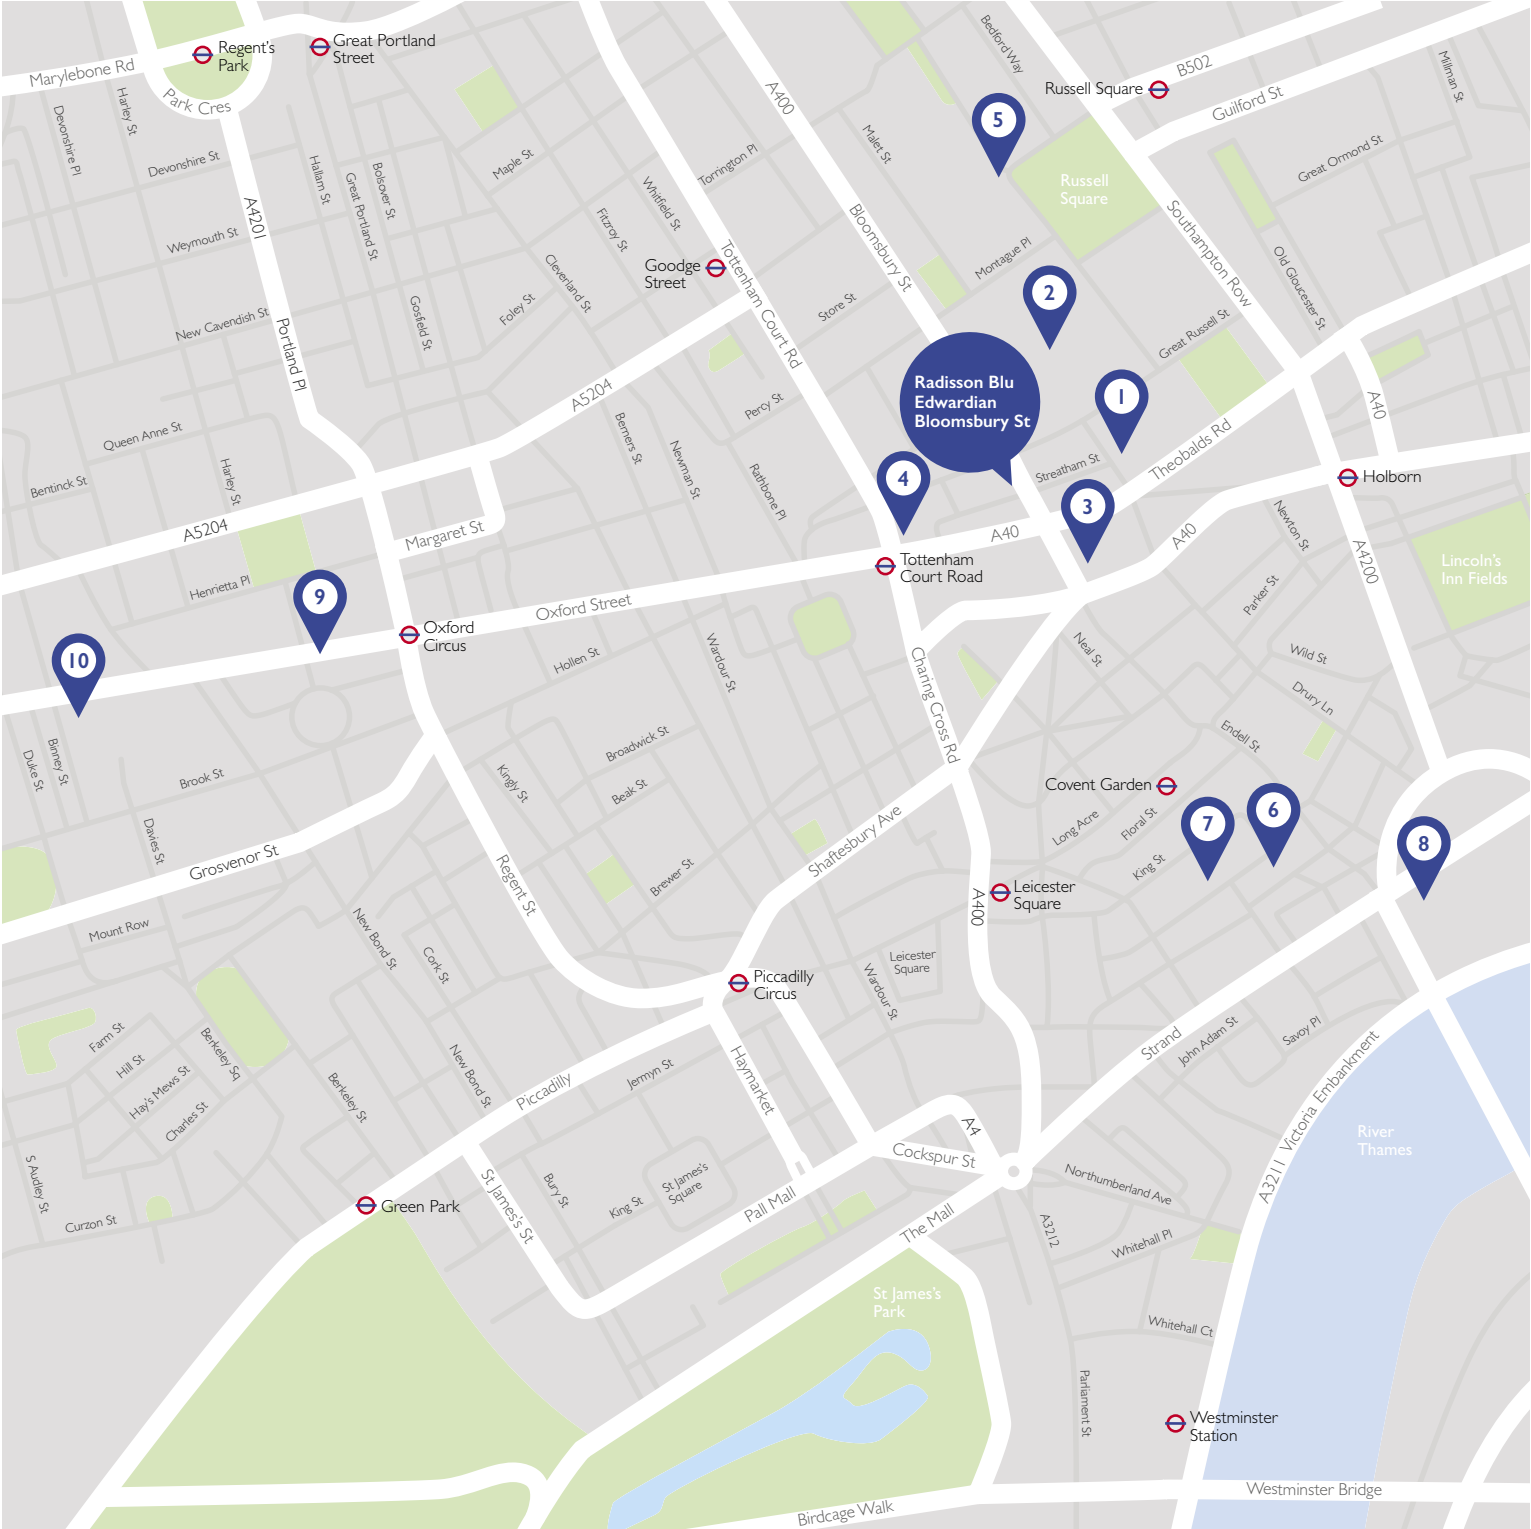 Regent's
Park
Great Portland
Street
Marylebone Rd
Park Cres
Devonshire Pl
Harley St
Devonshire St
Hallam St
Great Portland St
Bolsover St
A4201
Weymouth St
New Cavendish St
Portland Pl
Gosfield St
Maple St
Fitzroy St
Whitfield St
Cleverland St
Foley St
Goodge
Street
Torrington Pl
Tottenham Court Rd
A400
Malet St
Bedford Way
Bloomsbury St
Store St
Montague Pl
5
Russell
Square
Russell Square
B502
Guilford St
Millman St
Great Ormond St
Southampton Row
Old Gloucester St
2
Great Russell St
Radisson Blu
Edwardian
Bloomsbury St
1
Streatham St
Theobalds Rd
A40
Holborn
4
3
A40
A40
Newton St
A4200
Lincoln's
Inn Fields
Parker St
Tottenham
Court Road
A5204
Percy St
Berners St
Newman St
Rathbone Pl
Queen Anne St
Bentinck St
Harley St
A5204
Margaret St
Henrietta Pl
9
Oxford
Circus
Oxford Street
10
Hollen St
Wardour St
Charing Cross Rd
Neal St
Wild St
Drury Ln
Endell St
Duke St
Binney St
Brook St
Davies St
Grosvenor St
Kingly St
Broadwick St
Beak St
Brewer St
Regent St
Shaftesbury Ave
Covent Garden
Long Acre
Floral St
King St
7
6
8
A400
Leicester
Square
Leicester
Square
Wardour St
Mount Row
New Bond St
Cork St
Piccadilly
Circus
Farm St
Hill St
Hay's Mews St
Charles St
Berkeley Sq
Berkeley St
New Bond St
Piccadilly
Jermyn St
Haymarket
Strand
John Adam St
Savoy Pl
A3211 Victoria Embankment
River
Thames
A4
Cockspur St
S Audley St
Curzon St
Green Park
St James's St
Bury St
King St
St James's
Square
Pall Mall
The Mall
Northumberland Ave
A3212
Whitehall Pl
St James's
Park
Whitehall Ct
Parliament St
Westminster
Station
Westminster Bridge
Birdcage Walk